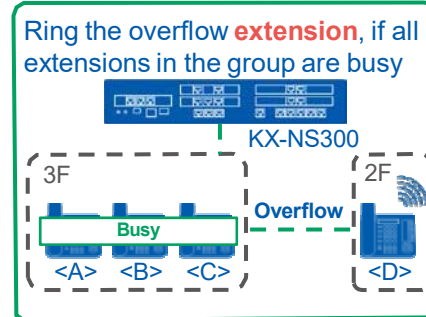 Ring the overflow extension, if all
extensions in the group are busy
KX-NS300
3F
2F
Busy
Overflow
<A> <B> <C>
<D>